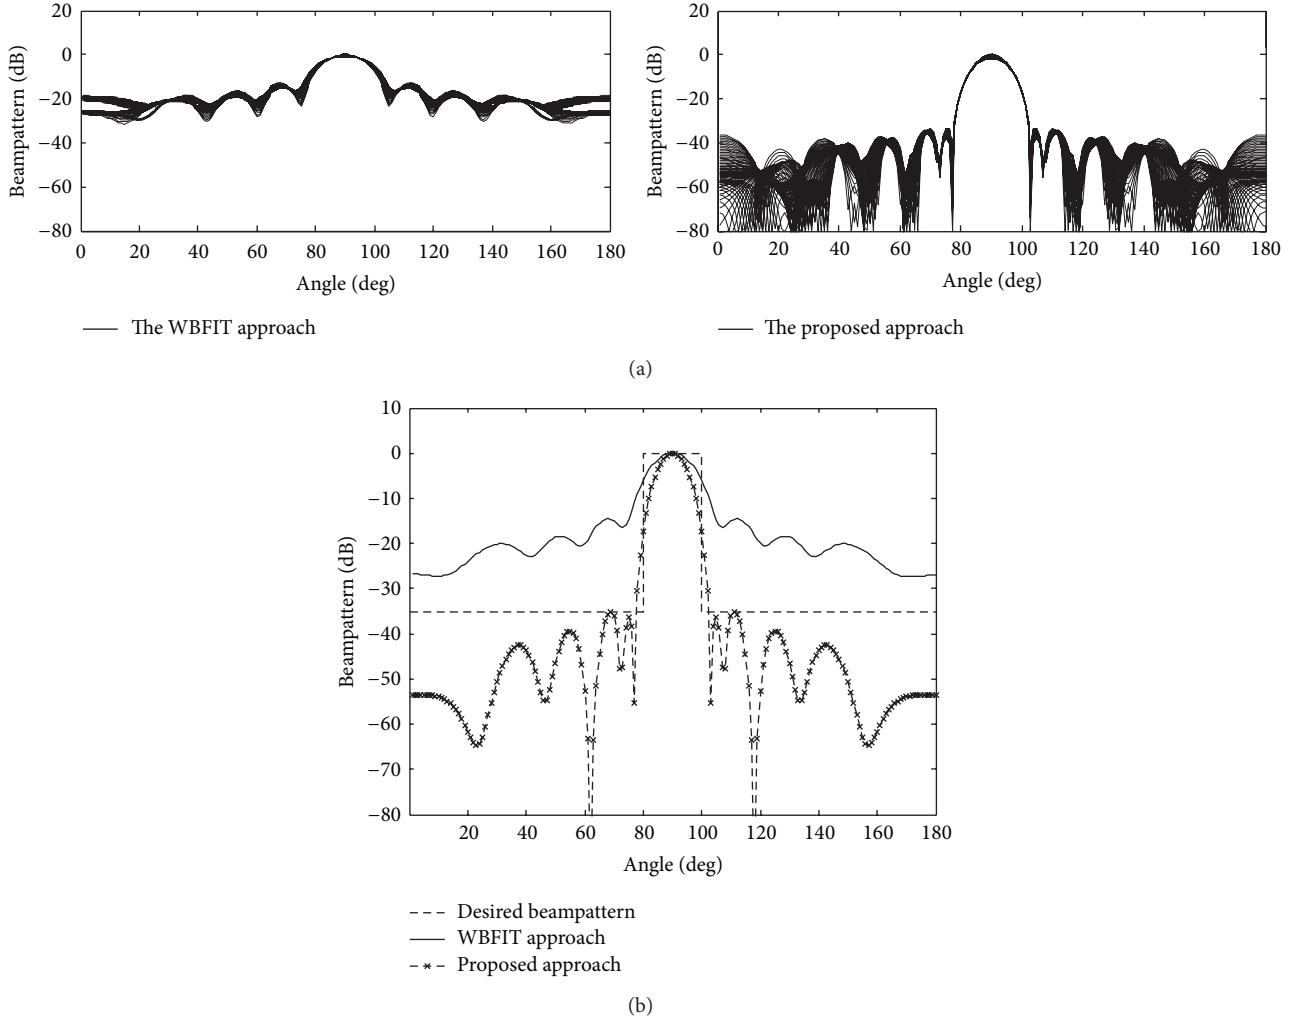 20
0
−20
−40
−60
−80
Beampattern (dB)
0 20 40 60 80 100 120 140 160 180
Angle (deg)
The WBFIT approach
20
0
−20
−40
−60
−80
Beampattern (dB)
0 20 40 60 80 100 120 140 160 180
Angle (deg)
The proposed approach
(a)
10
0
−10
−20
−30
−40
−50
−60
−70
−80
Beampattern (dB)
20 40 60 80 100 120 140 160 180
Angle (deg)
Desired beampattern
WBFIT approach
Proposed approach
(b)